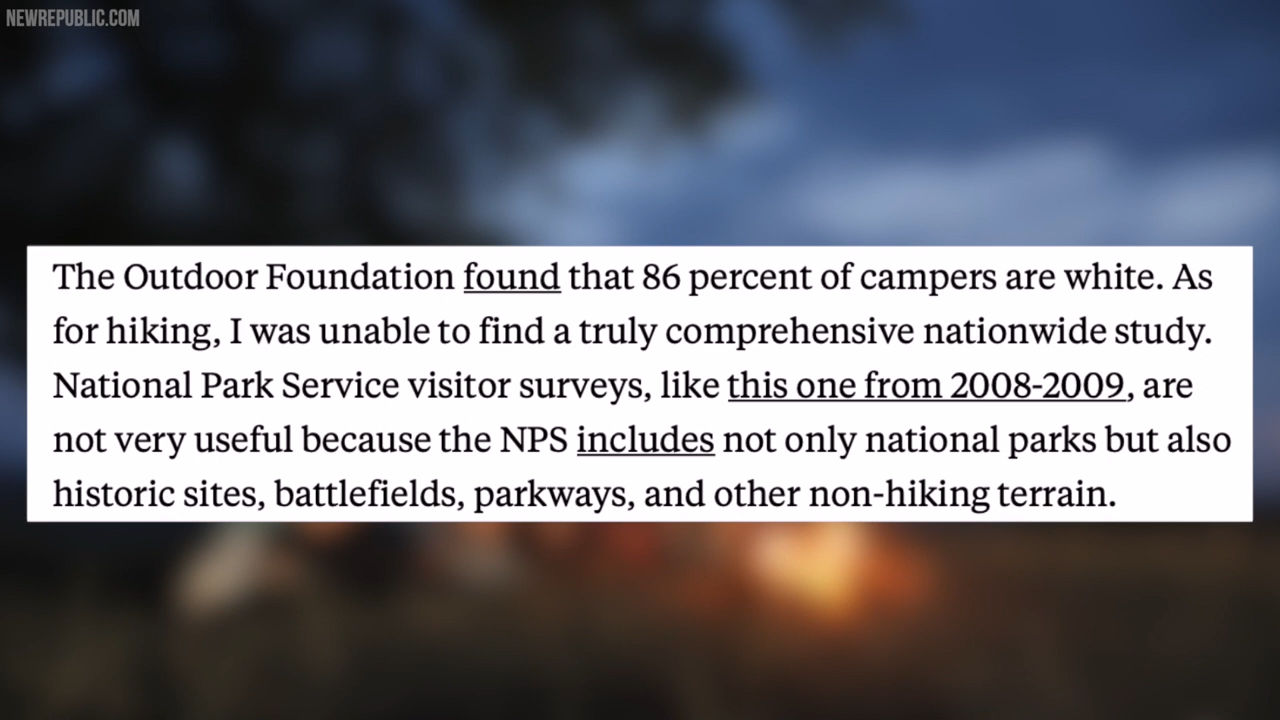 NEWREPUBLIC.COM
The Outdoor Foundation found that 86 percent of campers are white. As
for hiking, I was unable to find a truly comprehensive nationwide study.
National Park Service visitor surveys, like this one from 2008-2009, are
not very useful because the NPS includes not only national parks but also
historic sites, battlefields, parkways, and other non-hiking terrain.